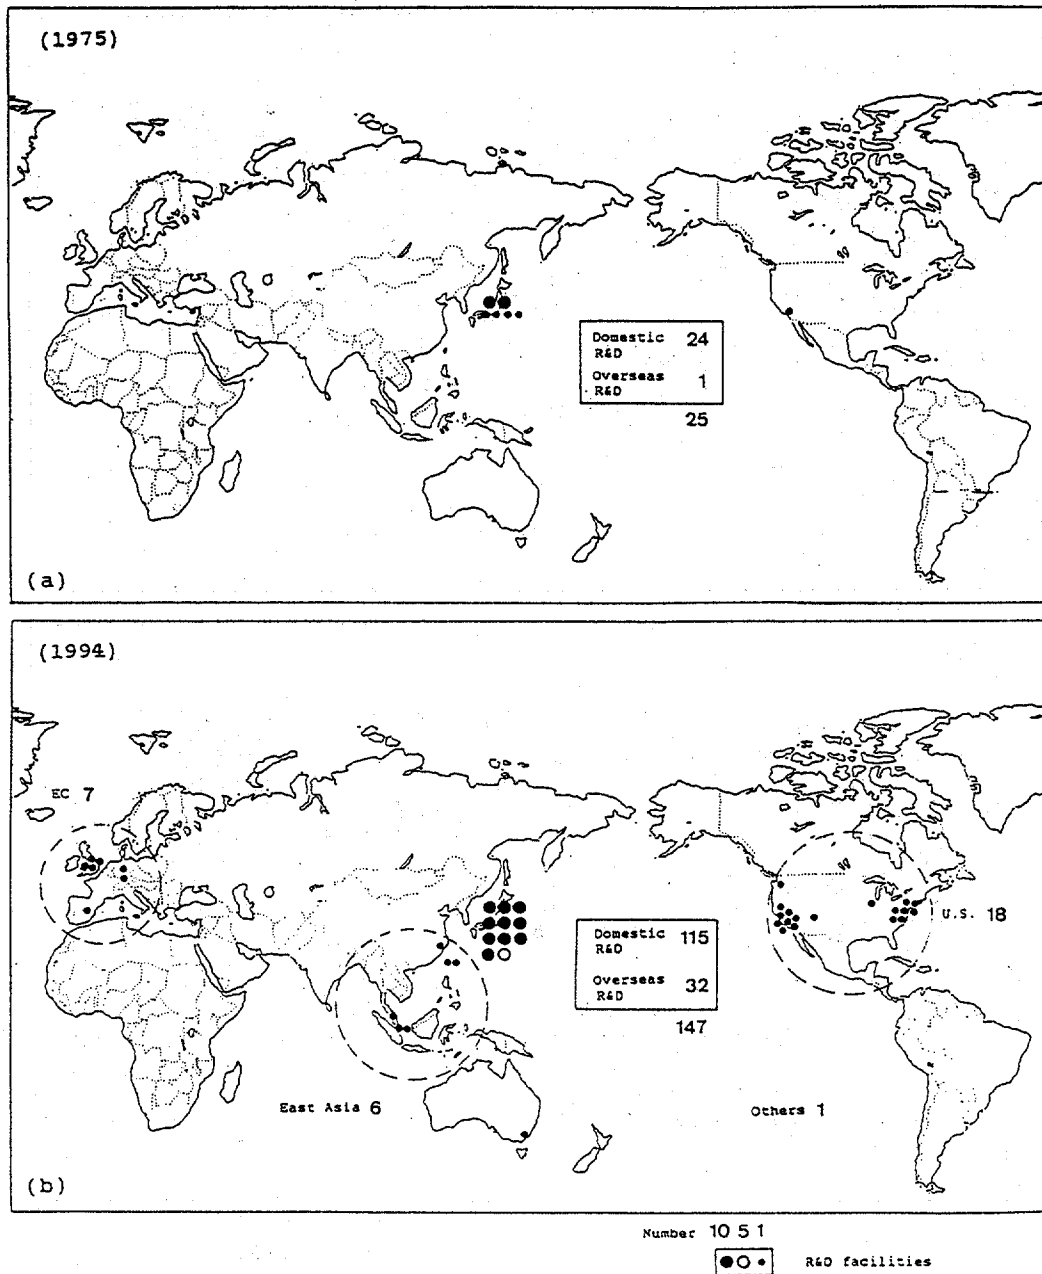 (1975)
Domestic 24
R&D
Overseas 1
R&D
25
(a)
(1994)
EC 7
U.S. 18
Domestic 115
R&D
Overseas 32
R&D
147
East Asia 6
Others 1
(b)
Number 10 5 1
R&D facilities